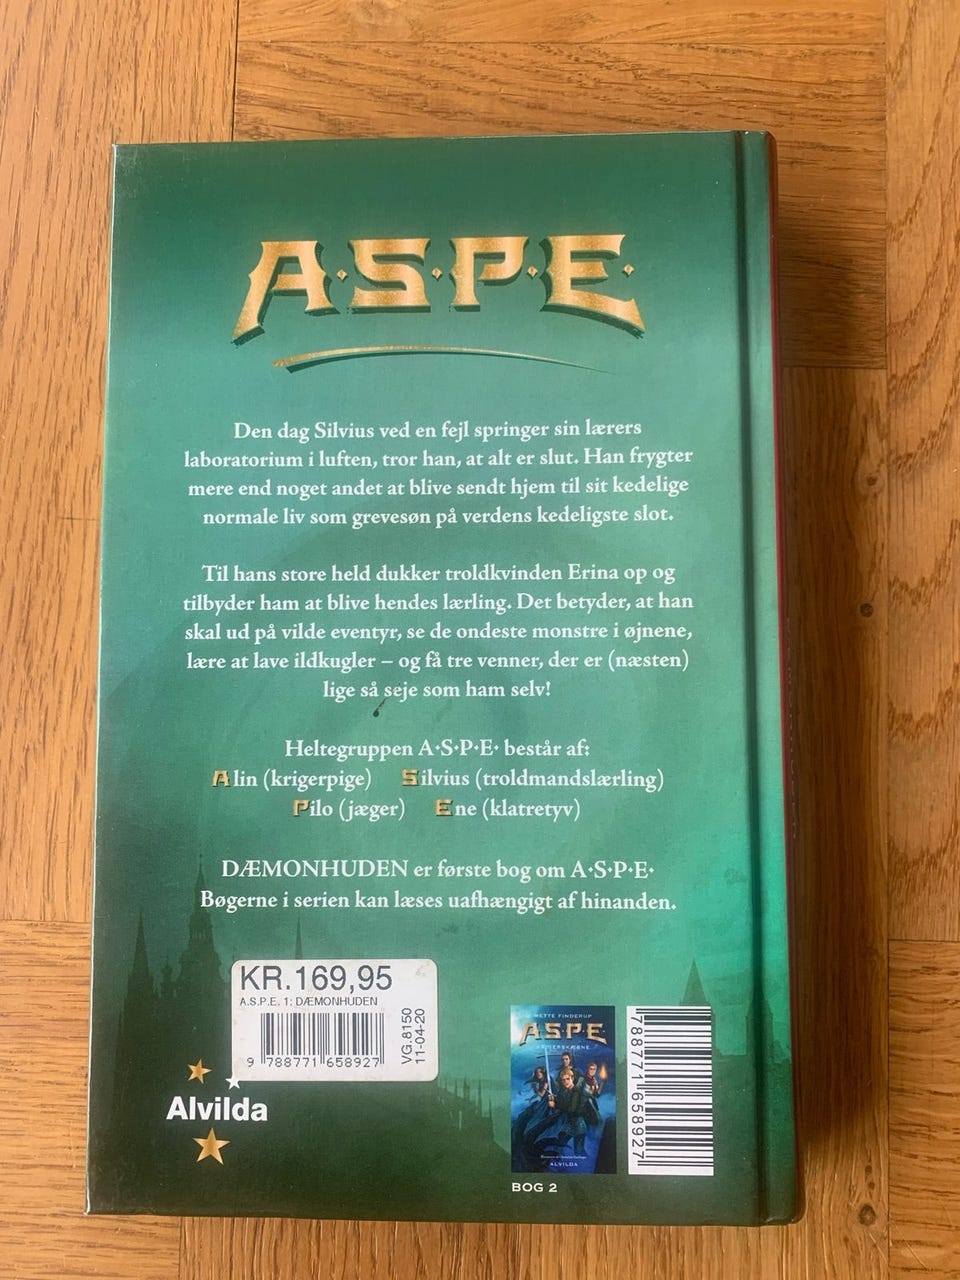 A·S·P·E·
Den dag Silvius ved en fejl springer sin lærers
laboratorium i luften, tror han, at alt er slut. Han frygter
mere end noget andet at blive sendt hjem til sit kedelige
normale liv som grevesøn på verdens kedeligste slot.
Til hans store held dukker troldkvinden Erina op og
tilbyder ham at blive hendes lærling. Det betyder, at han
skal ud på vilde eventyr, se de ondeste monstre i øjnene,
lære at lave ildkugler – og få tre venner, der er (næsten)
lige så seje som ham selv!
Heltegruppen A·S·P·E· består af:
Alin (krigerpige) Silvius (troldmandslærling)
Pilo (jæger) Ene (klatretyv)
DÆMONHUDEN er første bog om A·S·P·E·
Bøgerne i serien kan læses uafhængigt af hinanden.
KR.169,95
A.S.P.E. 1: DÆMONHUDEN
9 788771 658927
VG.8150
11-04-20
Alvilda
METTE FINDERUP
A·S·P·E·
ALVILDA
BOG 2
788771 658927